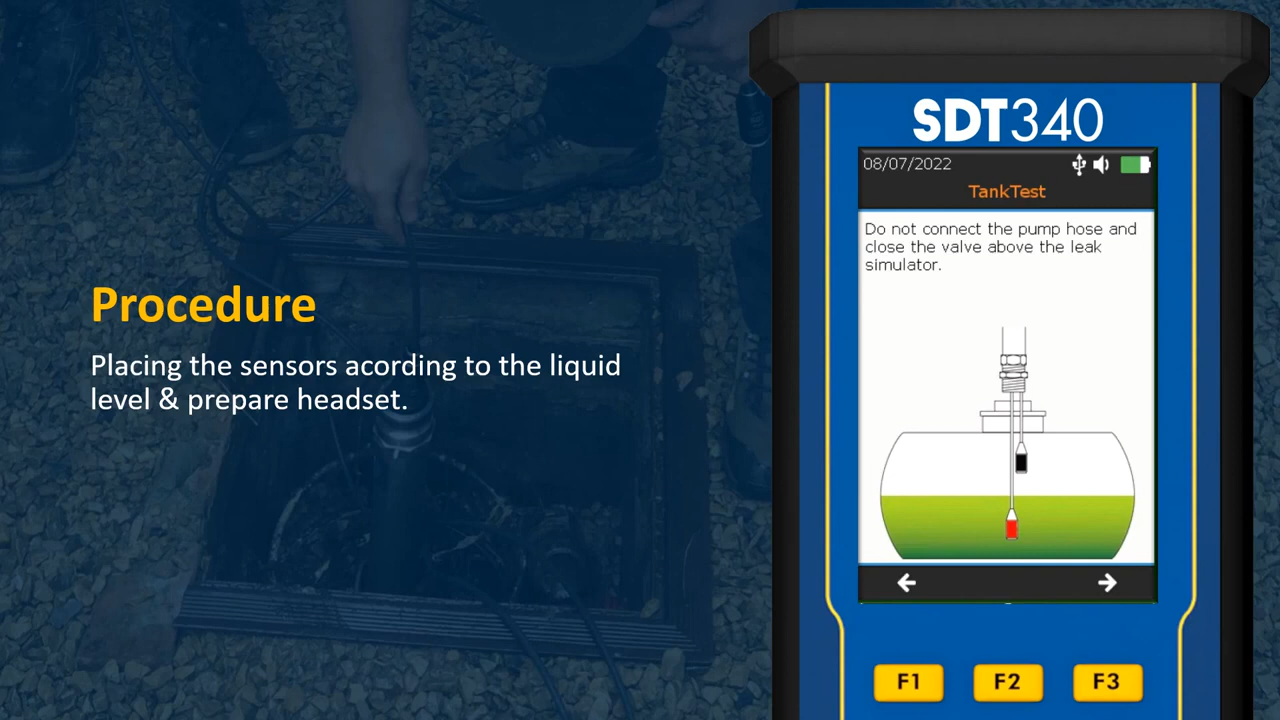 Procedure
Placing the sensors acording to the liquid
level & prepare headset.
SDT340
08/07/2022
TankTest
Do not connect the pump hose and
close the valve above the leak
simulator.
F1 F2 F3